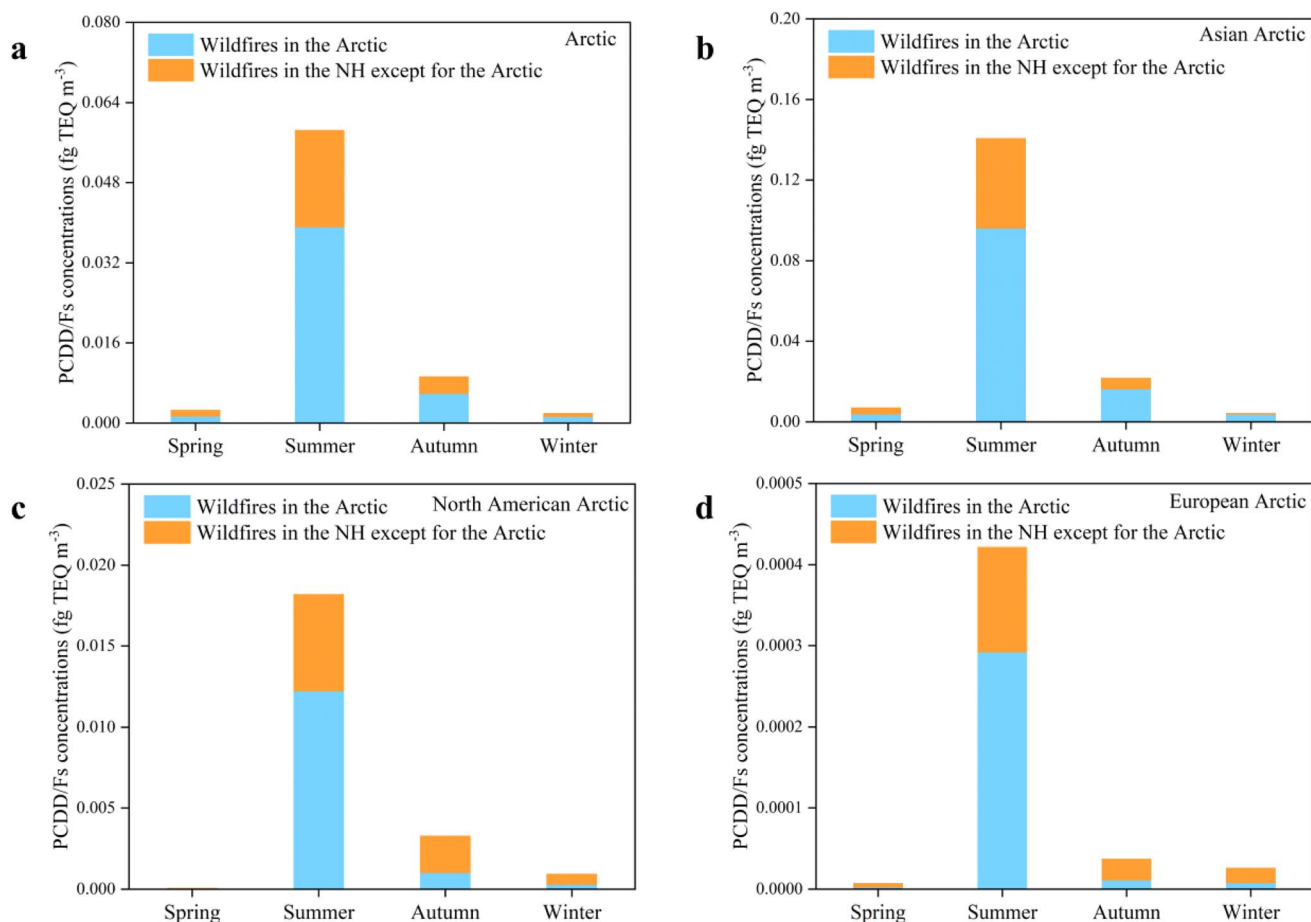 a
Arctic
Wildfires in the Arctic
Wildfires in the NH except for the Arctic
PCDD/Fs concentrations (fg TEQ m⁻³)
0.080
0.064
0.048
0.032
0.016
0.000
Spring Summer Autumn Winter
b
Asian Arctic
Wildfires in the Arctic
Wildfires in the NH except for the Arctic
PCDD/Fs concentrations (fg TEQ m⁻³)
0.20
0.16
0.12
0.08
0.04
0.00
Spring Summer Autumn Winter
c
North American Arctic
Wildfires in the Arctic
Wildfires in the NH except for the Arctic
PCDD/Fs concentrations (fg TEQ m⁻³)
0.025
0.020
0.015
0.010
0.005
0.000
Spring Summer Autumn Winter
d
European Arctic
Wildfires in the Arctic
Wildfires in the NH except for the Arctic
PCDD/Fs concentrations (fg TEQ m⁻³)
0.0005
0.0004
0.0003
0.0002
0.0001
0.0000
Spring Summer Autumn Winter